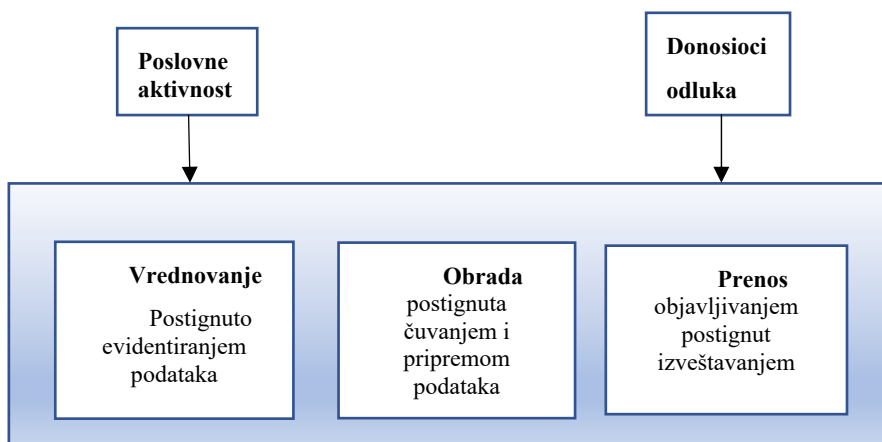 Poslovne
aktivnost
Donosioci
odluka
Vrednovanje
Postignuto
evidentiranjem
podataka
Obrada
postignuta
čuvanjem i
pripremom
podataka
Prenos
objavljivanjem
postignut
izveštavanjem